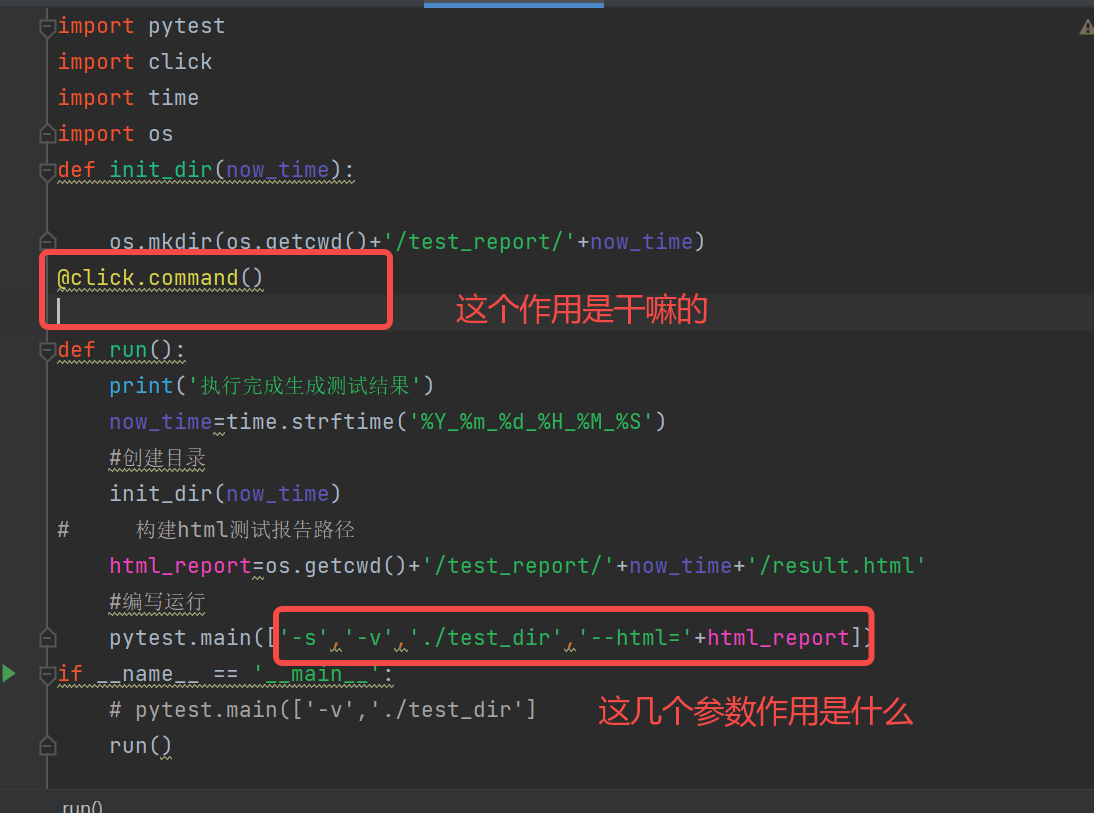 import pytest
import click
import time
import os
def init_dir(now_time):
os.mkdir(os.getcwd()+'/test_report/'+now_time)
@click.command()
这个作用是干嘛的
def run():
print('执行完成生成测试结果')
now_time=time.strftime('%Y_%m_%d_%H_%M_%S')
#创建目录
init_dir(now_time)
# 构建html测试报告路径
html_report=os.getcwd()+'/test_report/'+now_time+'/result.html'
#编写运行
pytest.main(['-s','-v','./test_dir','--html='+html_report])
if __name__ == '__main__':
# pytest.main(['-v','./test_dir']
这几个参数作用是什么
run()
run()